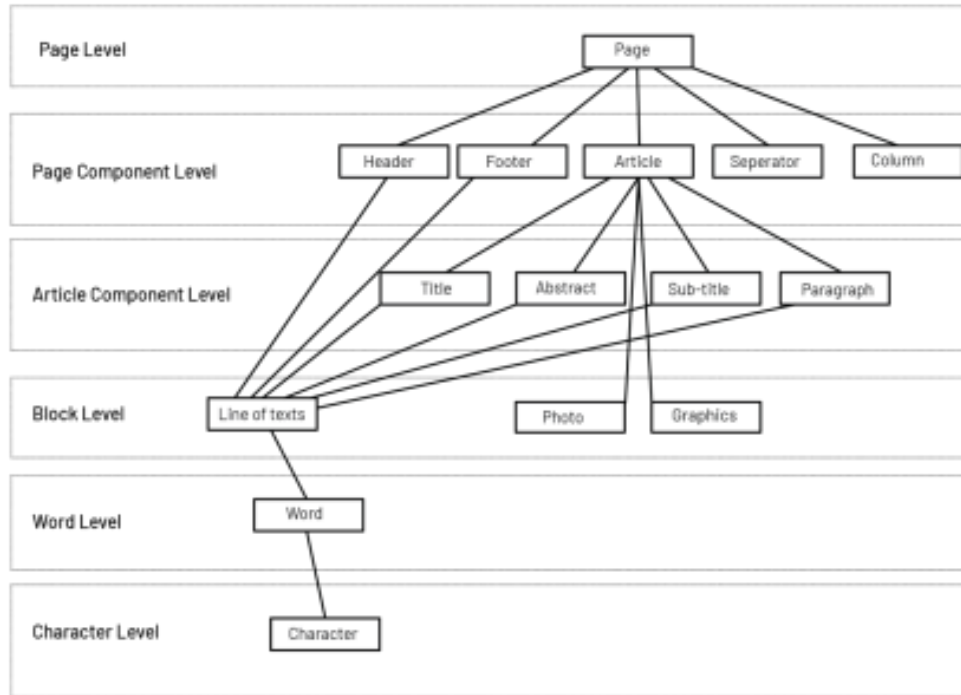 Page Level
Page
Page Component Level
Header
Footer
Article
Seperator
Column
Article Component Level
Title
Abstract
Sub-title
Paragraph
Block Level
Line of texts
Photo
Graphics
Word Level
Word
Character Level
Character